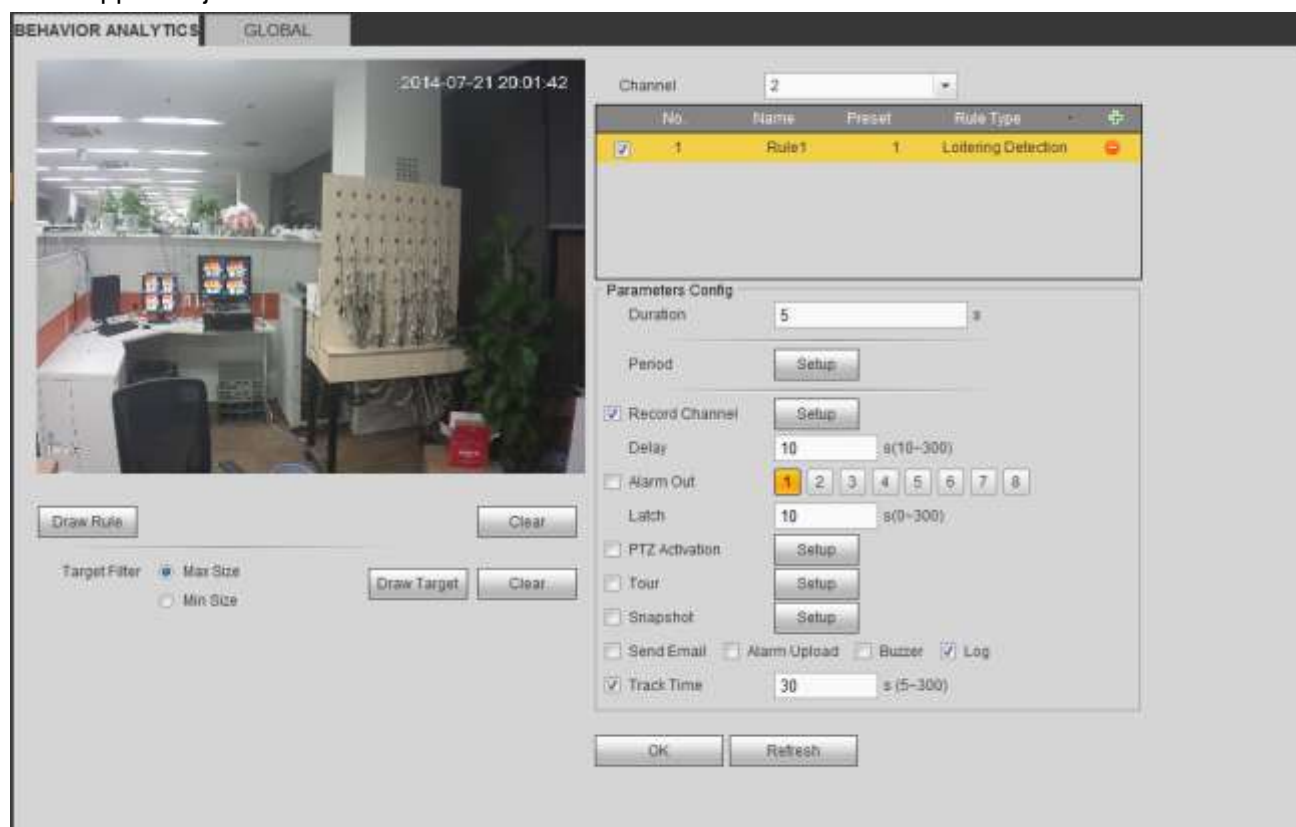 BEHAVIOR ANALYTICS GLOBAL
2014-07-21 20:01:42
Channel 2
No. Name Preset Rule Type
1 Rule1 1 Loitering Detection
Parameters Config
Duration 5 s
Period Setup
Record Channel Setup
Delay 10 s(10~300)
Alarm Out 1 2 3 4 5 6 7 8
Latch 10 s(0~300)
PTZ Activation Setup
Tour Setup
Snapshot Setup
Send Email Alarm Upload Buzzer Log
Track Time 30 s (5~300)
OK Refresh
Draw Rule Clear
Target Filter Max Size
Min Size
Draw Target Clear